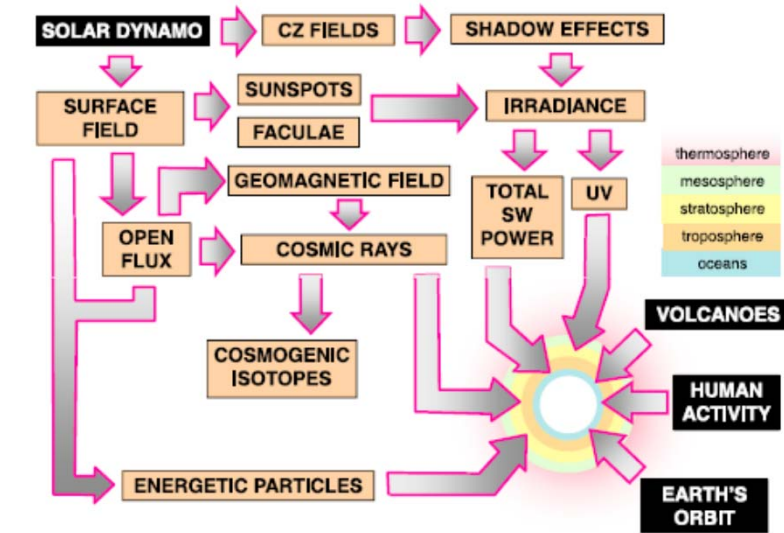 SOLAR DYNAMO
CZ FIELDS
SHADOW EFFECTS
SURFACE
FIELD
SUNSPOTS
FACULAE
IRRADIANCE
GEOMAGNETIC FIELD
TOTAL
SW
POWER
UV
thermosphere
mesosphere
stratosphere
troposphere
oceans
OPEN
FLUX
COSMIC RAYS
COSMOGENIC
ISOTOPES
VOLCANOES
HUMAN
ACTIVITY
ENERGETIC PARTICLES
EARTH'S
ORBIT